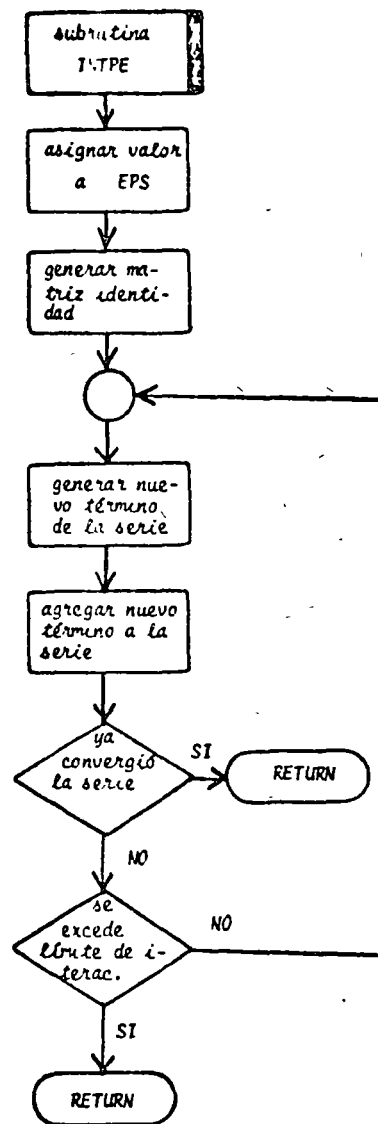 subrutina
asignar valor
a EPS
generar ma-
triz identi-
dad
generar nue-
vo término
de la serie
agregar nuevo
término a la
serie
ya
convergió
la serie
SI
RETURN
NO
se
excede
límite de i-
terac.
NO
SI
RETURN